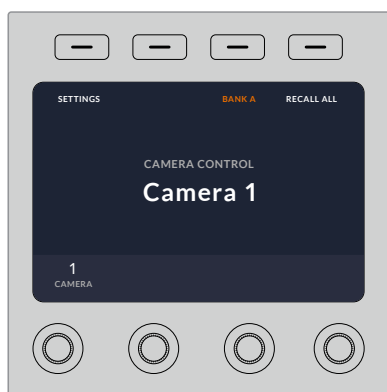 SETTINGS BANK A RECALL ALL
CAMERA CONTROL
Camera 1
1
CAMERA